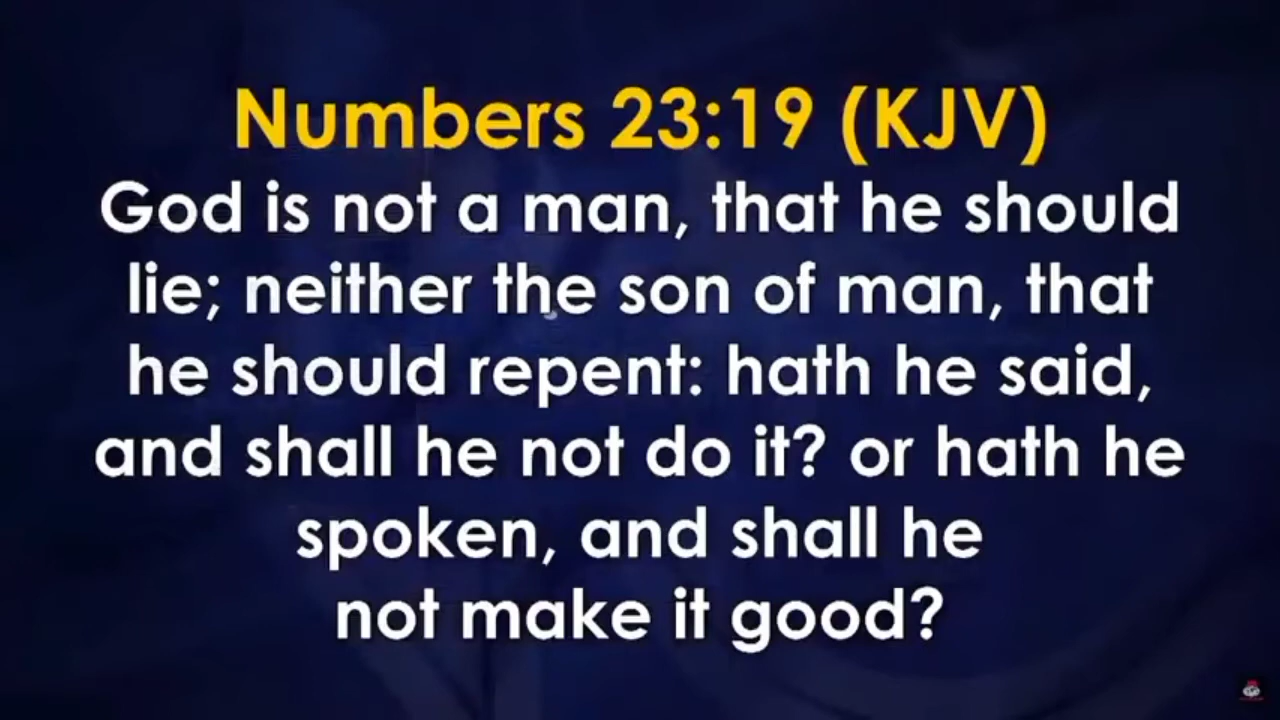 Numbers 23:19 (KJV)
God is not a man, that he should
lie; neither the son of man, that
he should repent: hath he said,
and shall he not do it? or hath he
spoken, and shall he
not make it good?